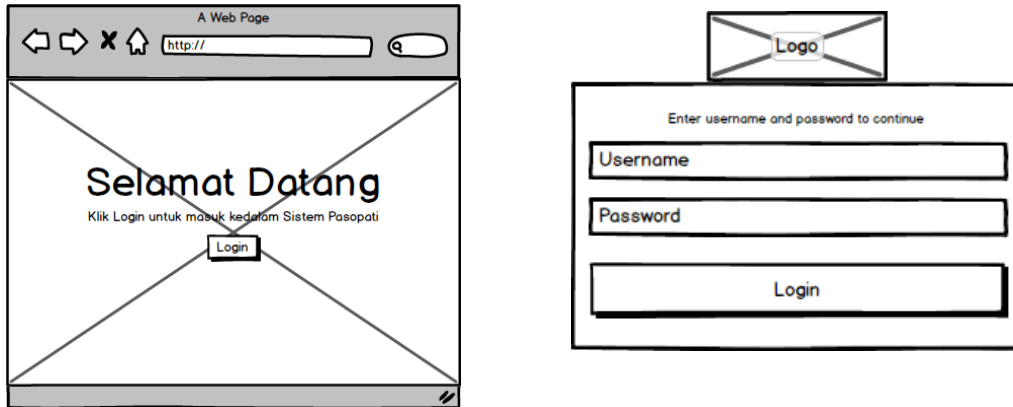 A Web Page
http://
Selamat Datang
Klik Login untuk masuk kedalam Sistem Pasopati
Login
Logo
Enter username and password to continue
Username
Password
Login